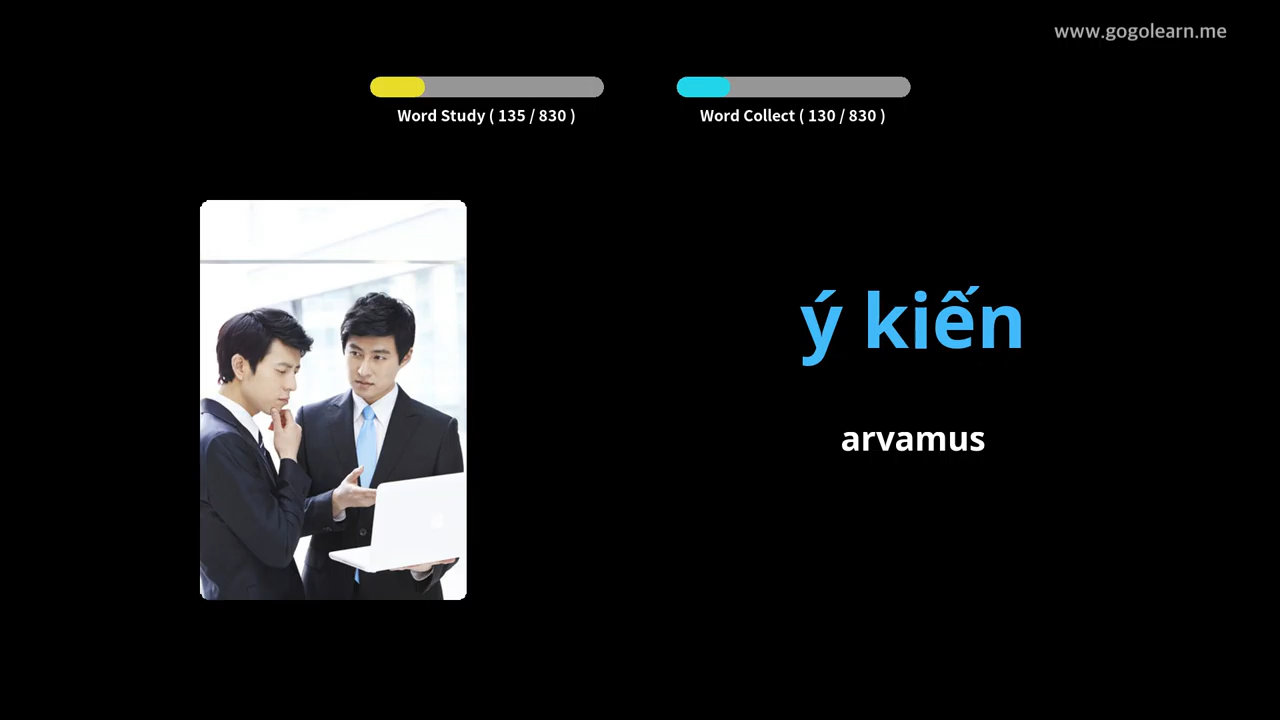 www.gogolearn.me
Word Study ( 135 / 830 )
Word Collect ( 130 / 830 )
ý kiến
arvamus